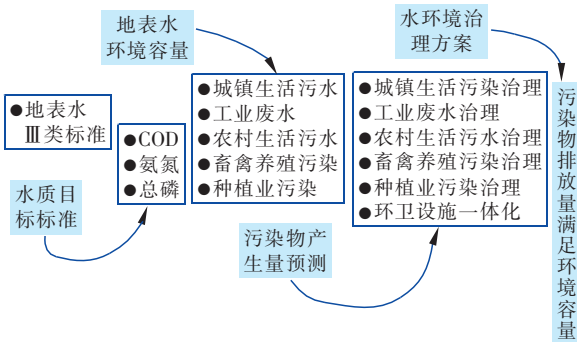 地表水
环境容量
水环境治
理方案
●地表水
Ⅲ类标准
●COD
●氨氮
●总磷
●城镇生活污水
●工业废水
●农村生活污水
●畜禽养殖污染
●种植业污染
●城镇生活污染治理
●工业废水治理
●农村生活污水治理
●畜禽养殖污染治理
●种植业污染治理
●环卫设施一体化
水质目
标标准
污染物产
生量预测
污染物排放量满足环境容量